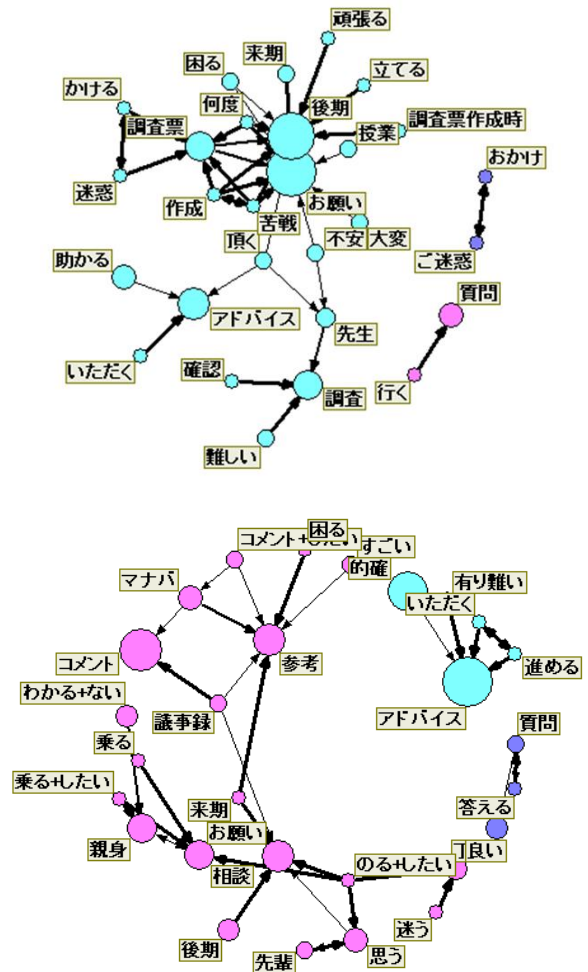 頑張る
困る
来期
立てる
かける
何度
後期
調査票
授業
調査票作成時
おかけ
迷惑
作成
苦戦
お願い
頂く
不安
大変
ご迷惑
助かる
質問
アドバイス
先生
いただく
確認
調査
行く
難しい
困る
コメント+したい
すごい
マナバ
的確
有り難い
いただく
コメント
参考
進める
わかる+ない
議事録
アドバイス
乗る
質問
乗る+したい
来期
答える
お願い
親身
相談
のる+したい
良い
後期
先輩
思う
迷う